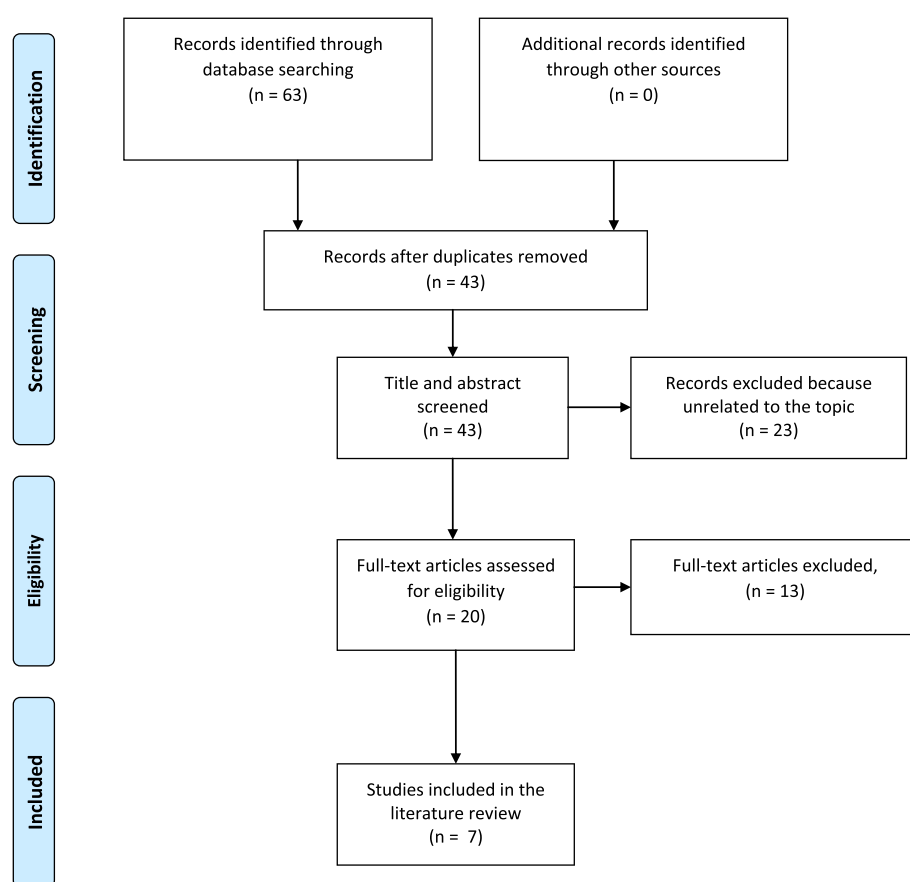 Identification
Records identified through
database searching
(n = 63)
Additional records identified
through other sources
(n = 0)
Records after duplicates removed
(n = 43)
Screening
Title and abstract
screened
(n = 43)
Records excluded because
unrelated to the topic
(n = 23)
Eligibility
Full-text articles assessed
for eligibility
(n = 20)
Full-text articles excluded,
(n = 13)
Included
Studies included in the
literature review
(n =  7)